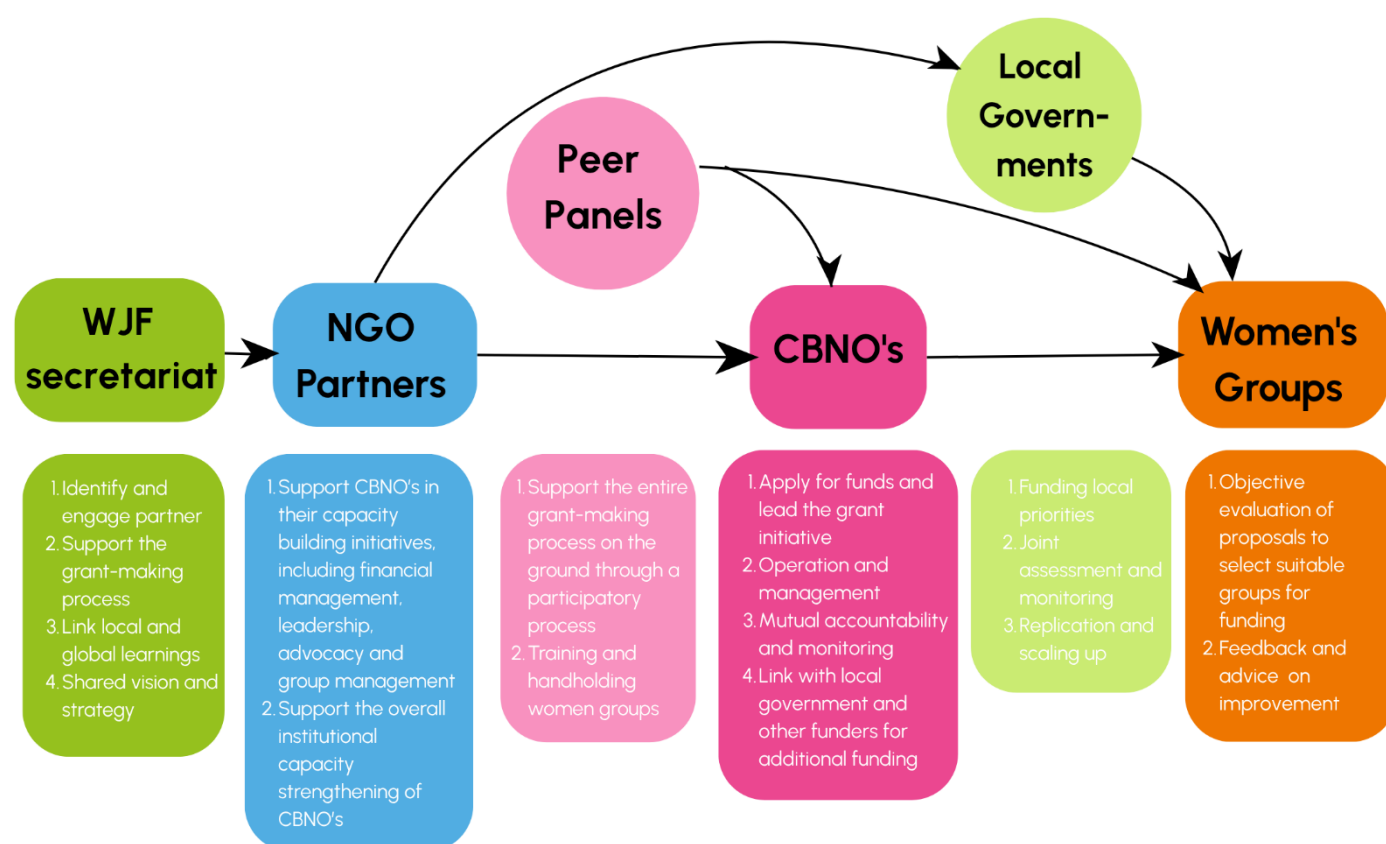 Local
Govern-
ments
Peer
Panels
WJF
secretariat
NGO
Partners
CBNO's
Women's
Groups
1. Identify and
engage partner
2. Support the
grant-making
process
3. Link local and
global learnings
4. Shared vision and
strategy
1. Support CBNO's in
their capacity
building initiatives,
including financial
management,
leadership,
advocacy and
group management
2. Support the overall
institutional
capacity
strengthening of
CBNO's
1. Support the entire
grant-making
process on the
ground through a
participatory
process
2. Training and
handholding
women groups
1. Apply for funds and
lead the grant
initiative
2. Operation and
management
3. Mutual accountability
and monitoring
4. Link with local
government and
other funders for
additional funding
1. Funding local
priorities
2. Joint
assessment and
monitoring
3. Replication and
scaling up
1. Objective
evaluation of
proposals to
select suitable
groups for
funding
2. Feedback and
advice on
improvement